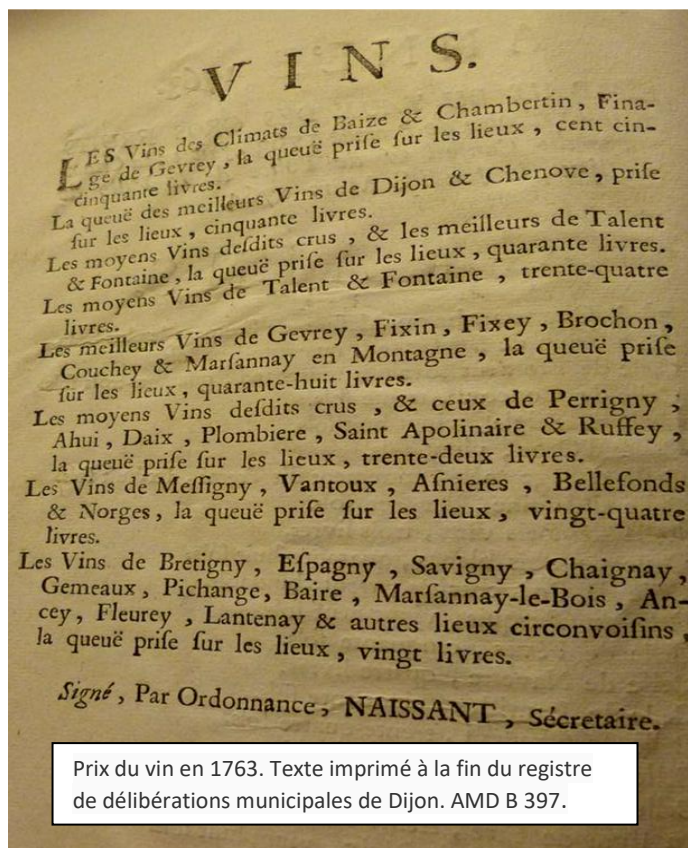 VINS.
LES Vins des Climats de Baize & Chambertin, Fina-
ge de Gevrey, la queuë priſe ſur les lieux, cent cin-
cinquante livres.
La queuë des meilleurs Vins de Dijon & Chenove, priſe
ſur les lieux, cinquante livres.
Les moyens Vins deſdits crus, & les meilleurs de Talent
& Fontaine, la queuë priſe ſur les lieux, quarante livres.
Les moyens Vins de Talent & Fontaine, trente-quatre
livres.
Les meilleurs Vins de Gevrey, Fixin, Fixey, Brochon,
Couchey & Marſannay en Montagne, la queuë priſe
ſur les lieux, quarante-huit livres.
Les moyens Vins deſdits crus, & ceux de Perrigny,
Ahui, Daix, Plombiere, Saint Apolinaire & Ruffey,
la queuë priſe ſur les lieux, trente-deux livres.
Les Vins de Meſſigny, Vantoux, Aſnieres, Bellefonds
& Norges, la queuë priſe ſur les lieux, vingt-quatre
livres.
Les Vins de Bretigny, Eſpagny, Savigny, Chaignay,
Gemeaux, Pichange, Baire, Marſannay-le-Bois, An-
cey, Fleurey, Lantenay & autres lieux circonvoiſins,
la queuë priſe ſur les lieux, vingt livres.
Signé, Par Ordonnance, NAISSANT, Sécretaire.
Prix du vin en 1763. Texte imprimé à la fin du registre
de délibérations municipales de Dijon. AMD B 397.